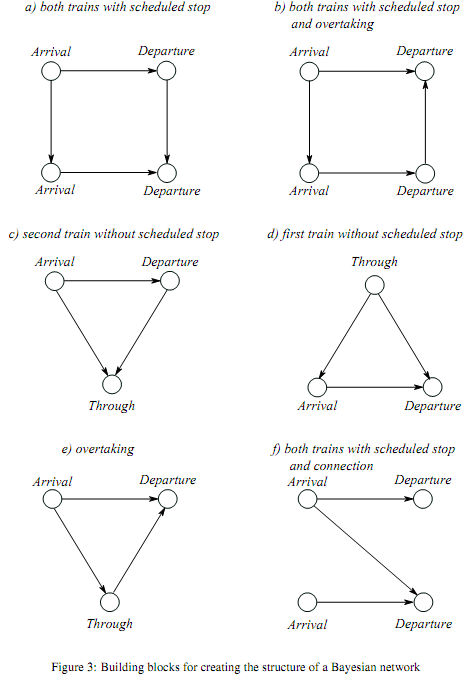 a) both trains with scheduled stop
b) both trains with scheduled stop
and overtaking
Arrival
Departure
Arrival
Departure
Arrival
Departure
Arrival
Departure
c) second train without scheduled stop
d) first train without scheduled stop
Arrival
Departure
Through
Through
Arrival
Departure
e) overtaking
f) both trains with scheduled stop
and connection
Arrival
Departure
Through
Arrival
Departure
Arrival
Departure
Figure 3: Building blocks for creating the structure of a Bayesian network